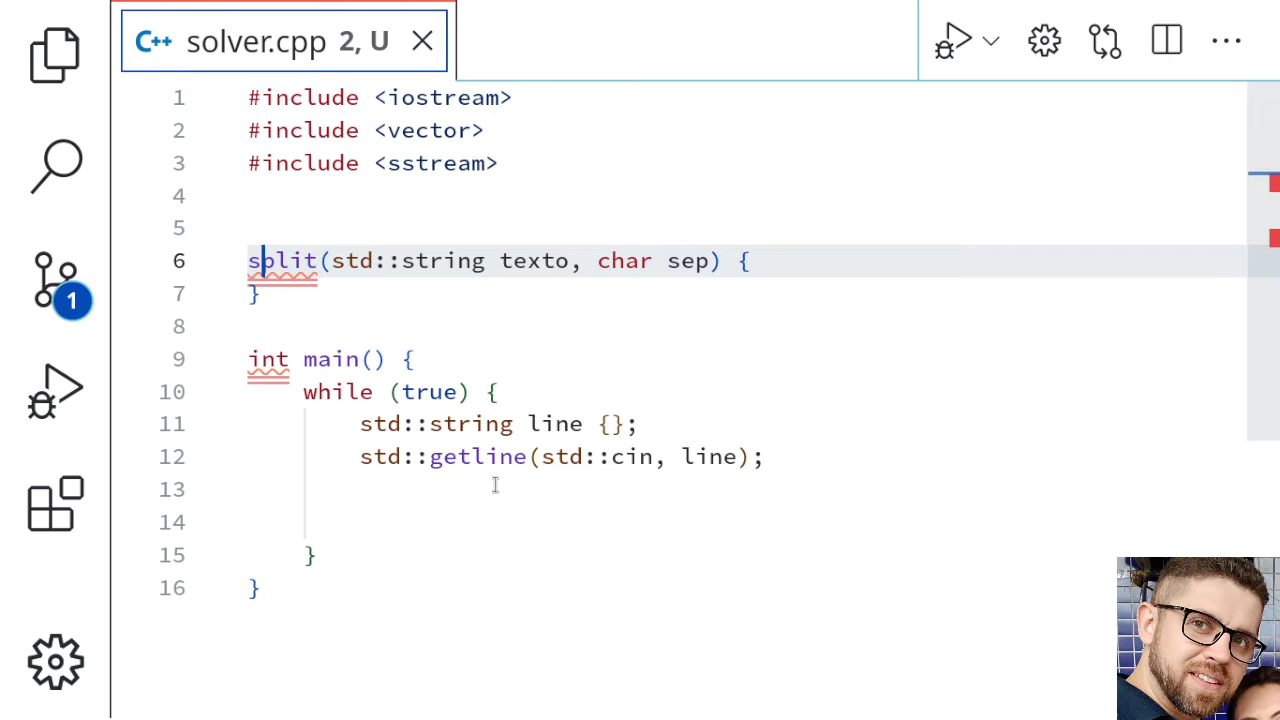 C++ solver.cpp 2, U
1 #include <iostream>
2 #include <vector>
3 #include <sstream>
4
5
6 split(std::string texto, char sep) {
7 }
8
9 int main() {
10 while (true) {
11 std::string line {};
12 std::getline(std::cin, line);
13
14
15 }
16 }
1